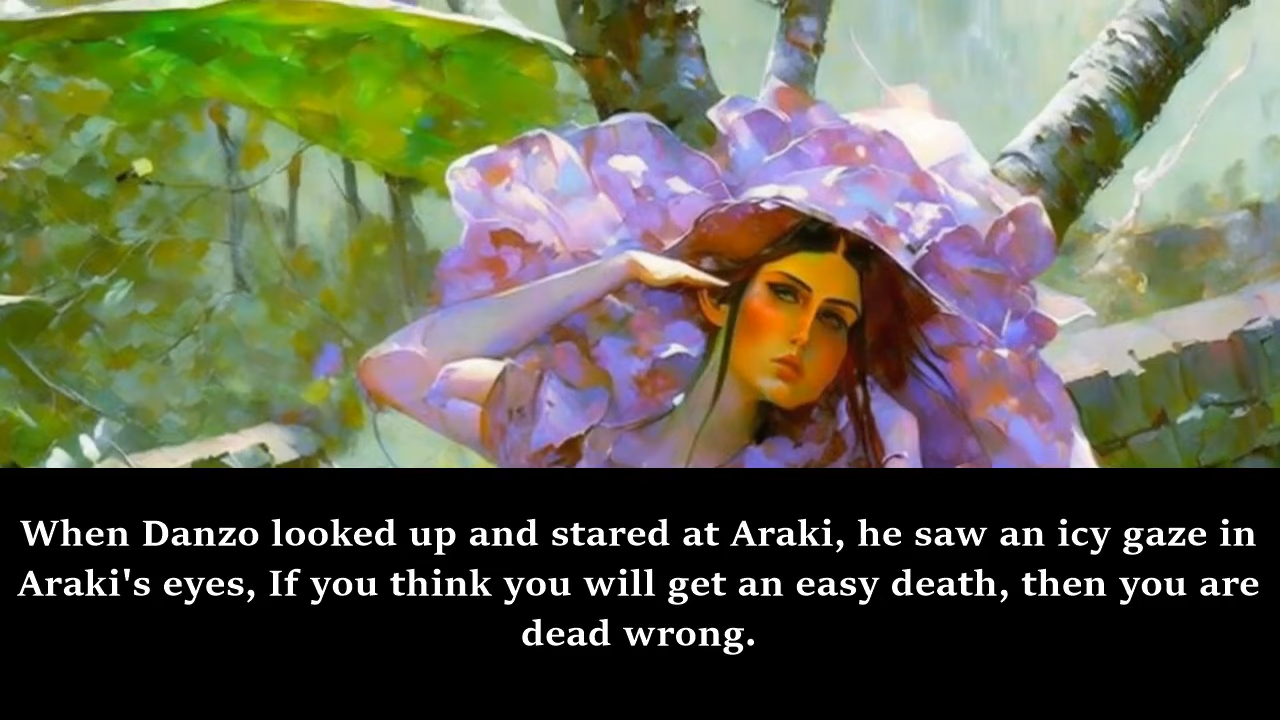 When Danzo looked up and stared at Araki, he saw an icy gaze in
Araki's eyes, If you think you will get an easy death, then you are
dead wrong.